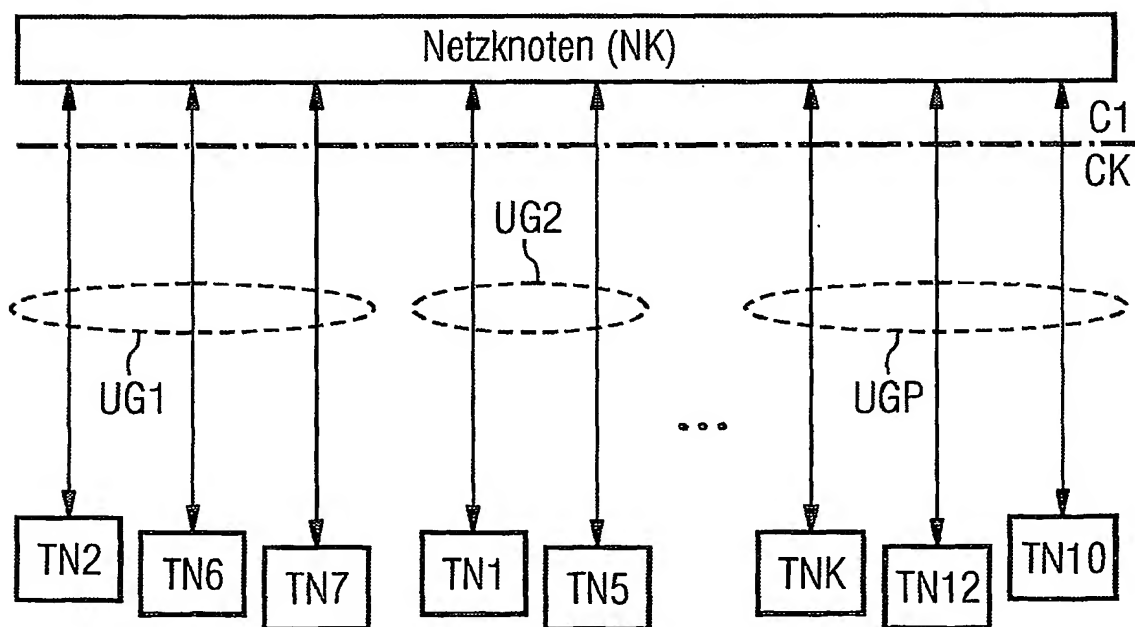 Netzknoten (NK)
C1
CK
UG2
UG1
UGP
...
TN2
TN6
TN7
TN1
TN5
TNK
TN12
TN10